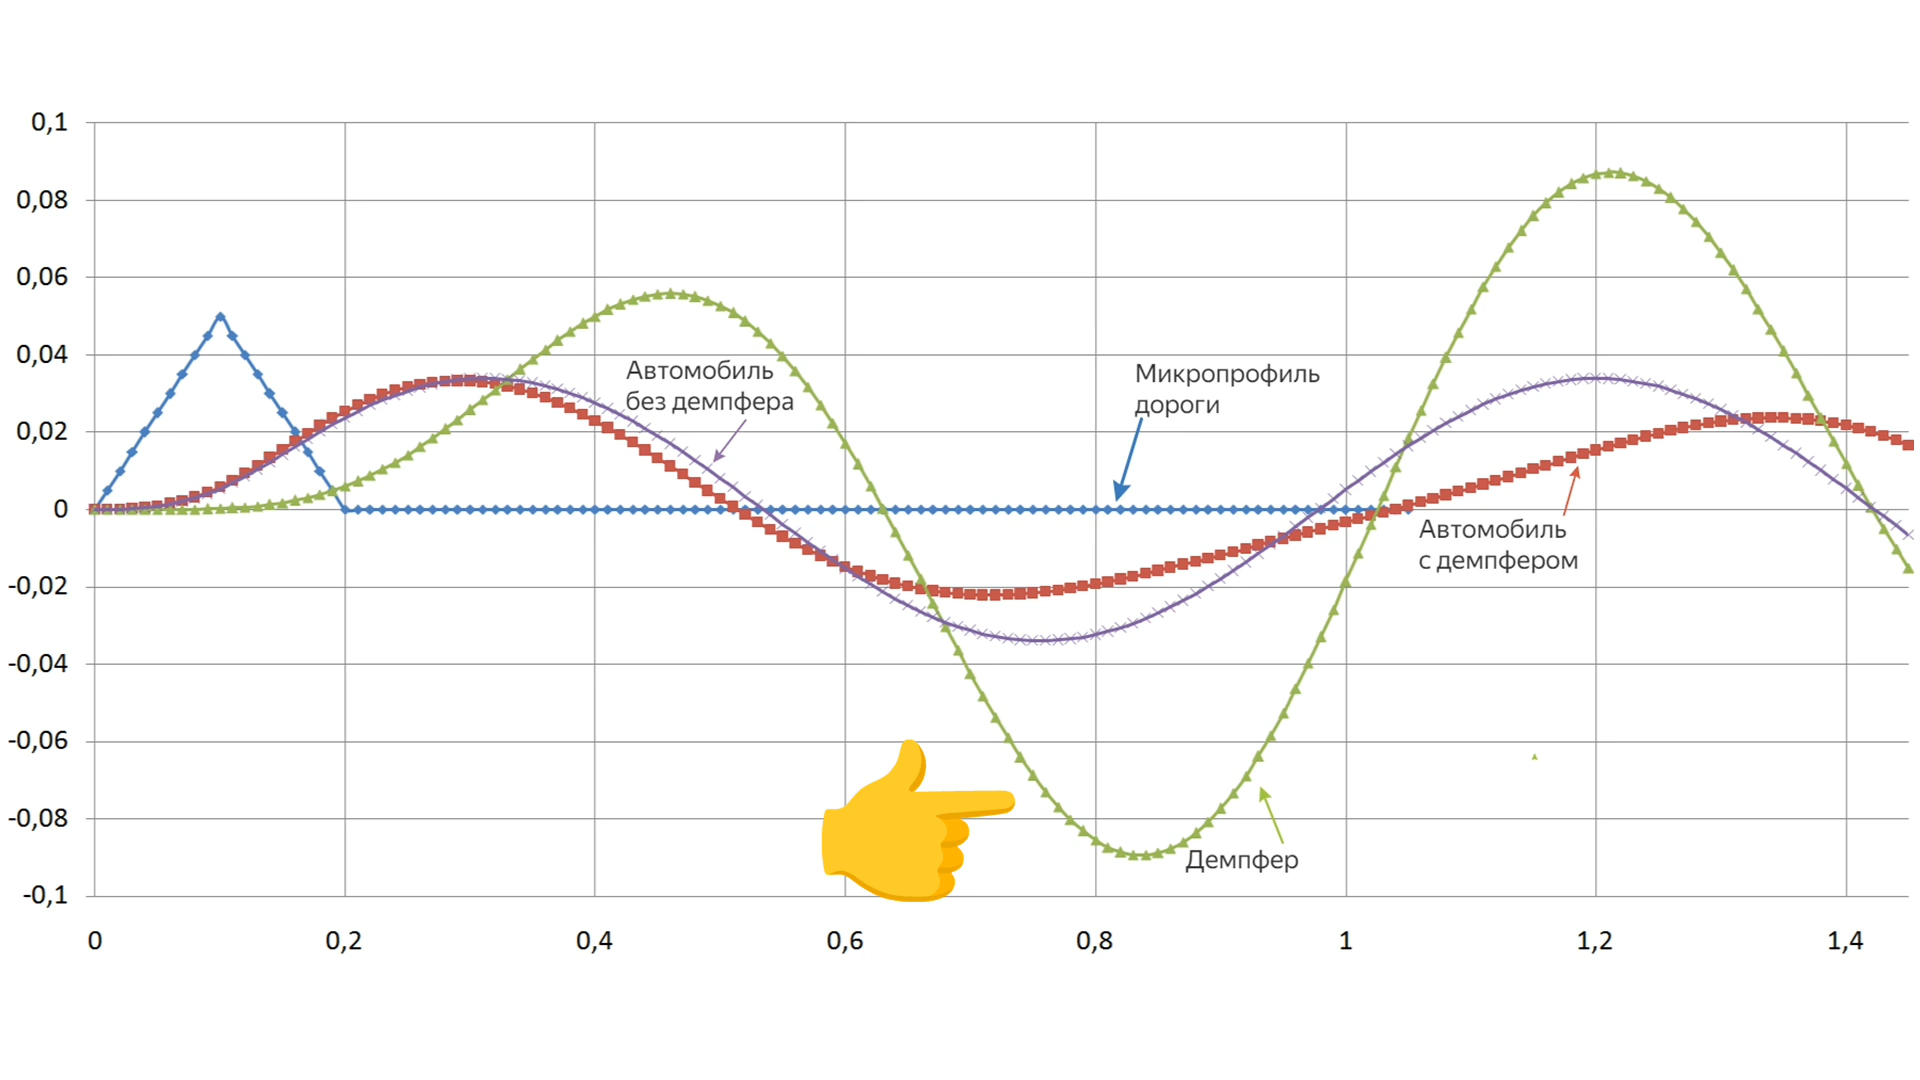 0,1
0,08
0,06
0,04
0,02
0
-0,02
-0,04
-0,06
-0,08
-0,1
Автомобиль
без демпфера
Микропрофиль
дороги
Автомобиль
с демпфером
Демпфер
0
0,2
0,4
0,6
0,8
1
1,2
1,4